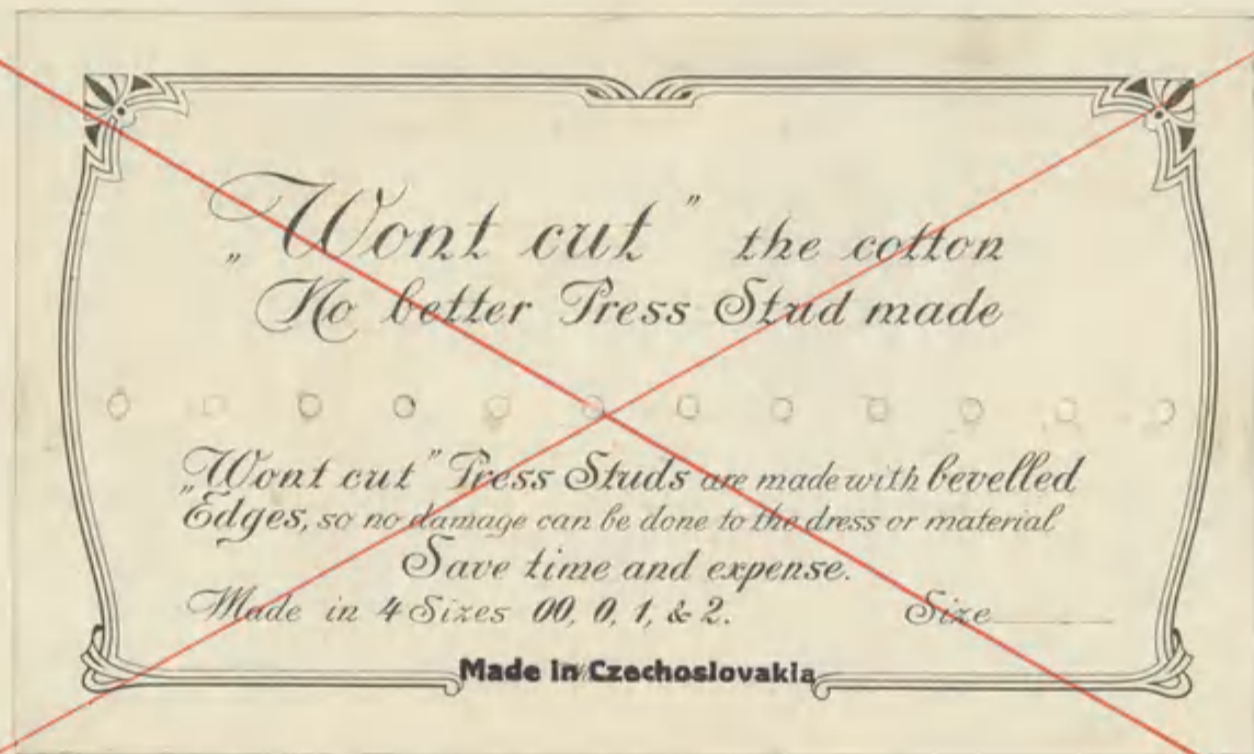 „Wont cut" the cotton
No better Press Stud made
„Wont cut" Press Studs are made with bevelled
Edges, so no damage can be done to the dress or material
Save time and expense.
Made in 4 Sizes 00, 0, 1, & 2. Size
Made in Czechoslovakia